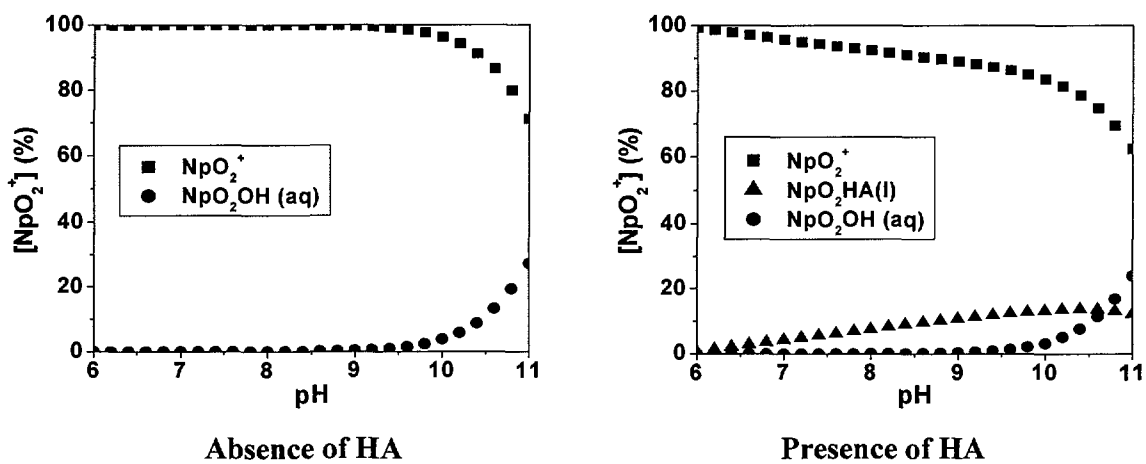 [NpO₂⁺] (%)
100
80
60
40
20
0
NpO₂⁺
NpO₂OH (aq)
6 7 8 9 10 11
pH
Absence of HA
[NpO₂⁺] (%)
100
80
60
40
20
0
NpO₂⁺
NpO₂HA(I)
NpO₂OH (aq)
6 7 8 9 10 11
pH
Presence of HA